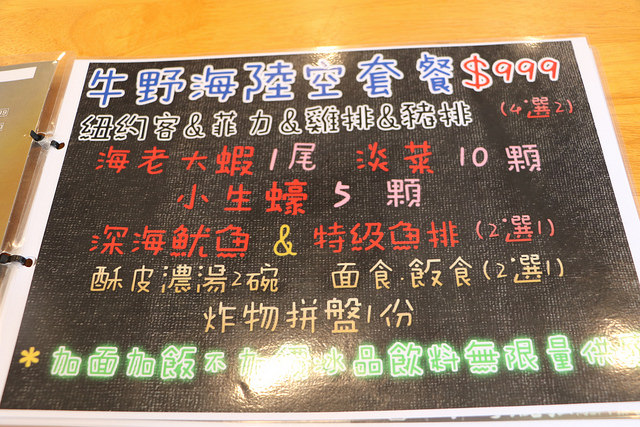 牛野海陸空套餐$999
紐約客&菲力&雞排&豬排 (4選2)
海老大蝦1尾 淡菜10顆
小生蠔5顆
深海魷魚&特級魚排(2選1)
酥皮濃湯2碗 面食.飯食(2選1)
炸物拼盤1份
*加面加飯不加 冰品飲料無限量供